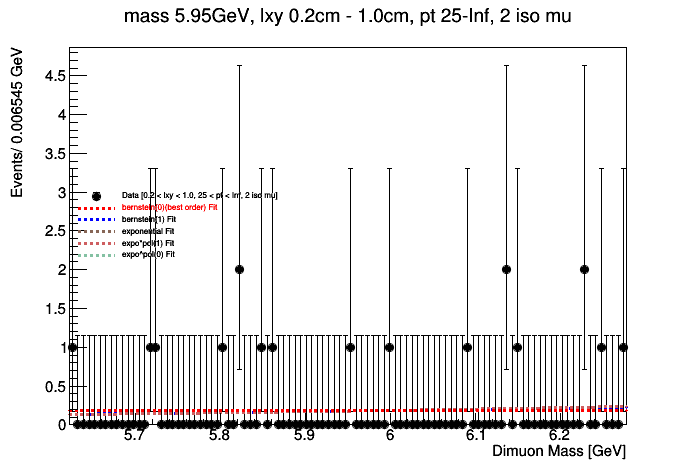 mass 5.95GeV, lxy 0.2cm - 1.0cm, pt 25-Inf, 2 iso mu
Events/ 0.006545 GeV
4.5
4
3.5
3
2.5
2
1.5
1
0.5
0
Data [0.2 < lxy < 1.0, 25 < pt < Inf, 2 iso mu]
bernstein(0)(best order) Fit
bernstein(1) Fit
exponential Fit
expo*pol(1) Fit
expo^pol(0) Fit
5.7 5.8 5.9 6 6.1 6.2
Dimuon Mass [GeV]